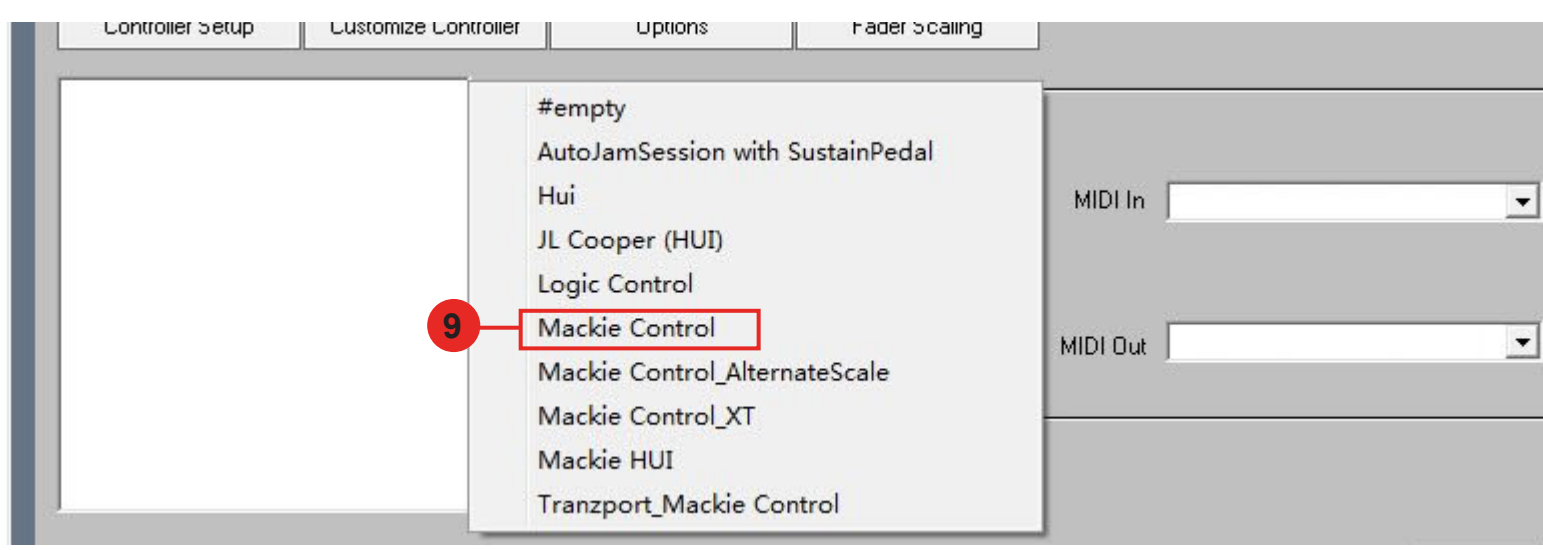 Controller Setup
Customize Controller
Options
Fader Scaling
#empty
AutoJamSession with SustainPedal
Hui
JL Cooper (HUI)
Logic Control
9
Mackie Control
Mackie Control_AlternateScale
Mackie Control_XT
Mackie HUI
Tranzport_Mackie Control
MIDI In
MIDI Out